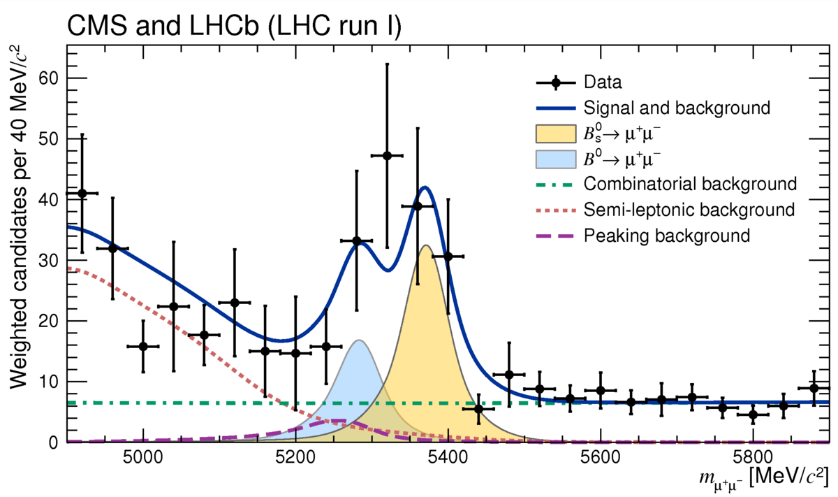 CMS and LHCb (LHC run I)
Weighted candidates per 40 MeV/c²
60
50
40
30
20
10
0
Data
Signal and background
B⁰ₛ→ μ⁺μ⁻
B⁰→ μ⁺μ⁻
Combinatorial background
Semi-leptonic background
Peaking background
5000 5200 5400 5600 5800
m_μ⁺μ⁻ [MeV/c²]